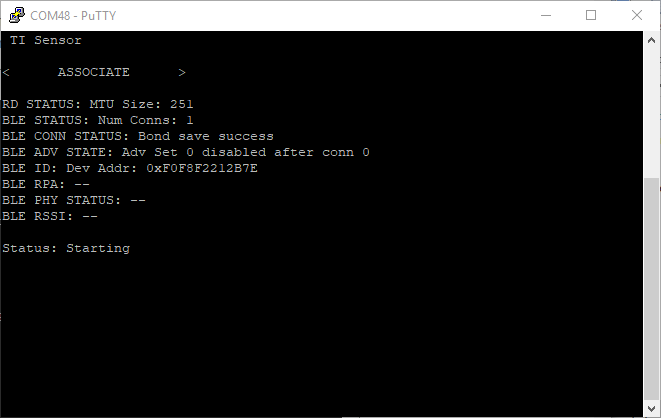 COM48 - PuTTY
TI Sensor
< ASSOCIATE >
RD STATUS: MTU Size: 251
BLE STATUS: Num Conns: 1
BLE CONN STATUS: Bond save success
BLE ADV STATE: Adv Set 0 disabled after conn 0
BLE ID: Dev Addr: 0xF0F8F2212B7E
BLE RPA: --
BLE PHY STATUS: --
BLE RSSI: --
Status: Starting